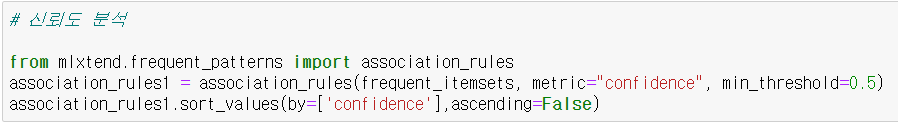 # 신뢰도 분석
from mlxtend.frequent_patterns import association_rules
association_rules1 = association_rules(frequent_itemsets, metric="confidence", min_threshold=0.5)
association_rules1.sort_values(by=['confidence'],ascending=False)